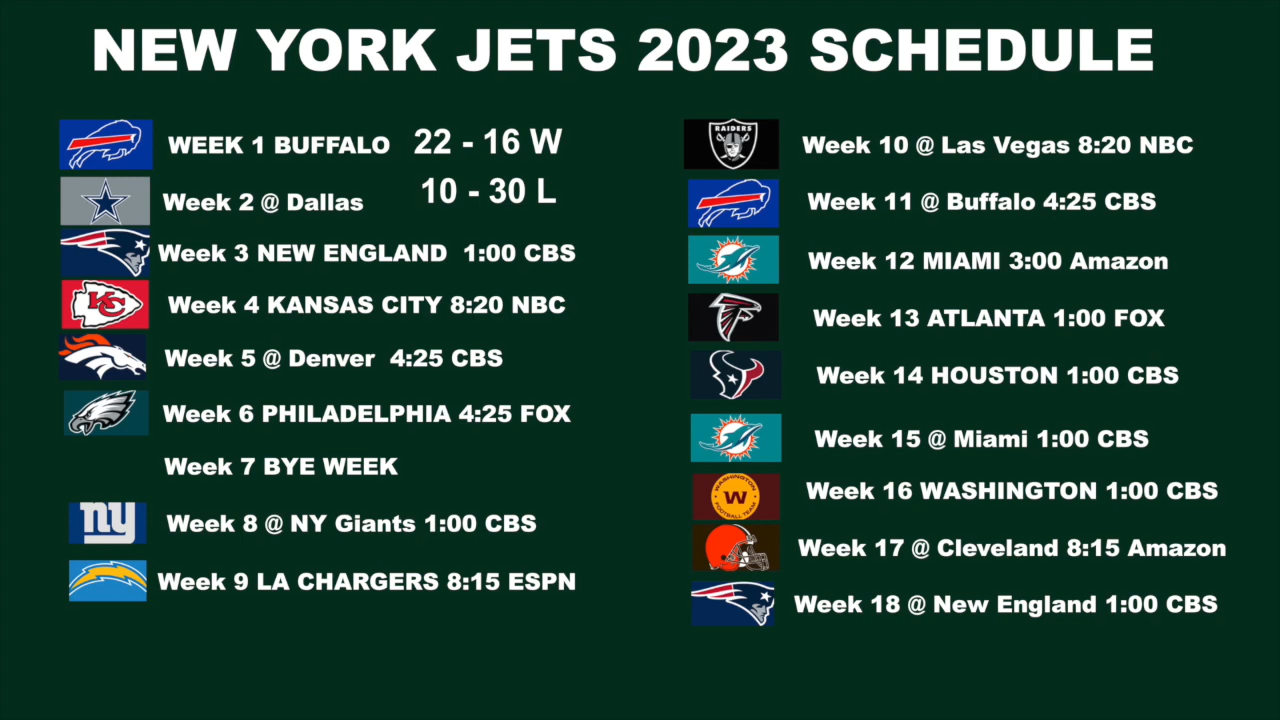 NEW YORK JETS 2023 SCHEDULE
WEEK 1 BUFFALO 22 - 16 W
Week 2 @ Dallas 10 - 30 L
Week 3 NEW ENGLAND 1:00 CBS
Week 4 KANSAS CITY 8:20 NBC
KC
Week 5 @ Denver 4:25 CBS
Week 6 PHILADELPHIA 4:25 FOX
Week 7 BYE WEEK
ny
Week 8 @ NY Giants 1:00 CBS
Week 9 LA CHARGERS 8:15 ESPN
RAIDERS
Week 10 @ Las Vegas 8:20 NBC
Week 11 @ Buffalo 4:25 CBS
Week 12 MIAMI 3:00 Amazon
Week 13 ATLANTA 1:00 FOX
Week 14 HOUSTON 1:00 CBS
Week 15 @ Miami 1:00 CBS
WASHINGTON
W
FOOTBALL TEAM
Week 16 WASHINGTON 1:00 CBS
Week 17 @ Cleveland 8:15 Amazon
Week 18 @ New England 1:00 CBS